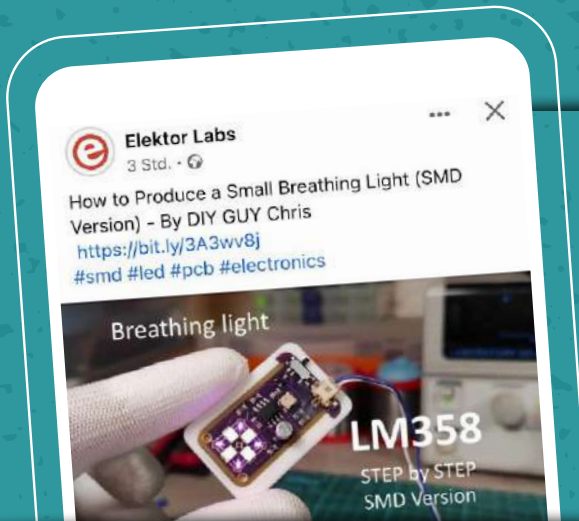 Elektor Labs
3 Std. ·
How to Produce a Small Breathing Light (SMD
Version) - By DIY GUY Chris
https://bit.ly/3A3wv8j
#smd #led #pcb #electronics
Breathing light
LM358
STEP by STEP
SMD Version